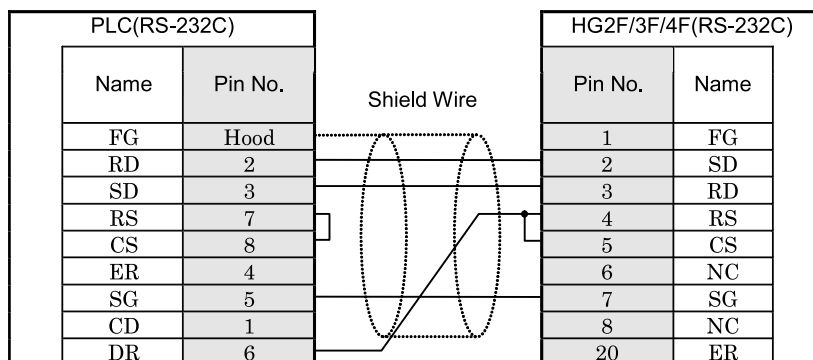 PLC(RS-232C) HG2F/3F/4F(RS-232C)
Name Pin No. Shield Wire Pin No. Name
FG Hood 1 FG
RD 2 2 SD
SD 3 3 RD
RS 7 4 RS
CS 8 5 CS
ER 4 6 NC
SG 5 7 SG
CD 1 8 NC
DR 6 20 ER